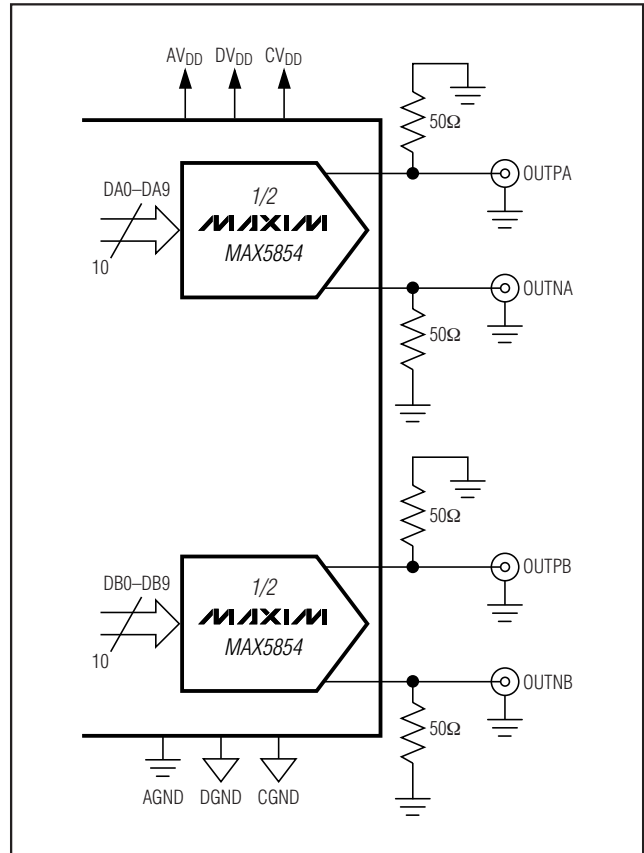 AVDD DVDD CVDD
50Ω
DA0–DA9
10
1/2
MAXIM
MAX5854
OUTPA
OUTNA
50Ω
50Ω
DB0–DB9
10
1/2
MAXIM
MAX5854
OUTPB
OUTNB
50Ω
AGND DGND CGND